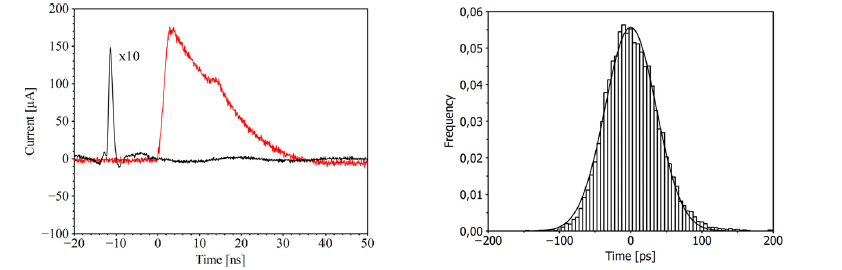 200
150
100
50
0
−50
−100
Current [µA]
x10
−20 −10 0 10 20 30 40 50
Time [ns]
0,06
0,05
0,04
0,03
0,02
0,01
0,00
Frequency
−200 −100 0 100 200
Time [ps]